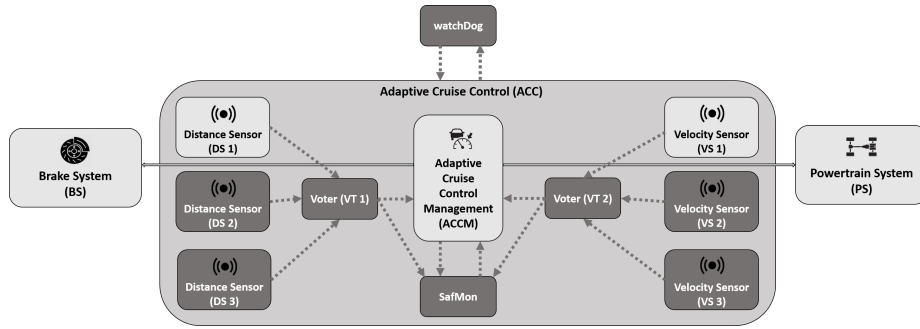 watchDog
Adaptive Cruise Control (ACC)
Distance Sensor
(DS 1)
Velocity Sensor
(VS 1)
Brake System
(BS)
Adaptive
Cruise
Control
Management
(ACCM)
Powertrain System
(PS)
Distance Sensor
(DS 2)
Voter (VT 1)
Voter (VT 2)
Velocity Sensor
(VS 2)
Distance Sensor
(DS 3)
SafMon
Velocity Sensor
(VS 3)